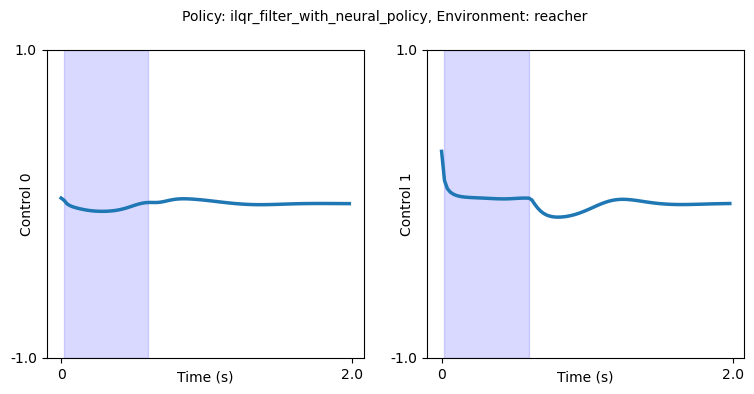 Policy: ilqr_filter_with_neural_policy, Environment: reacher
1.0
Control 0
-1.0
0
Time (s)
2.0
1.0
Control 1
-1.0
0
Time (s)
2.0